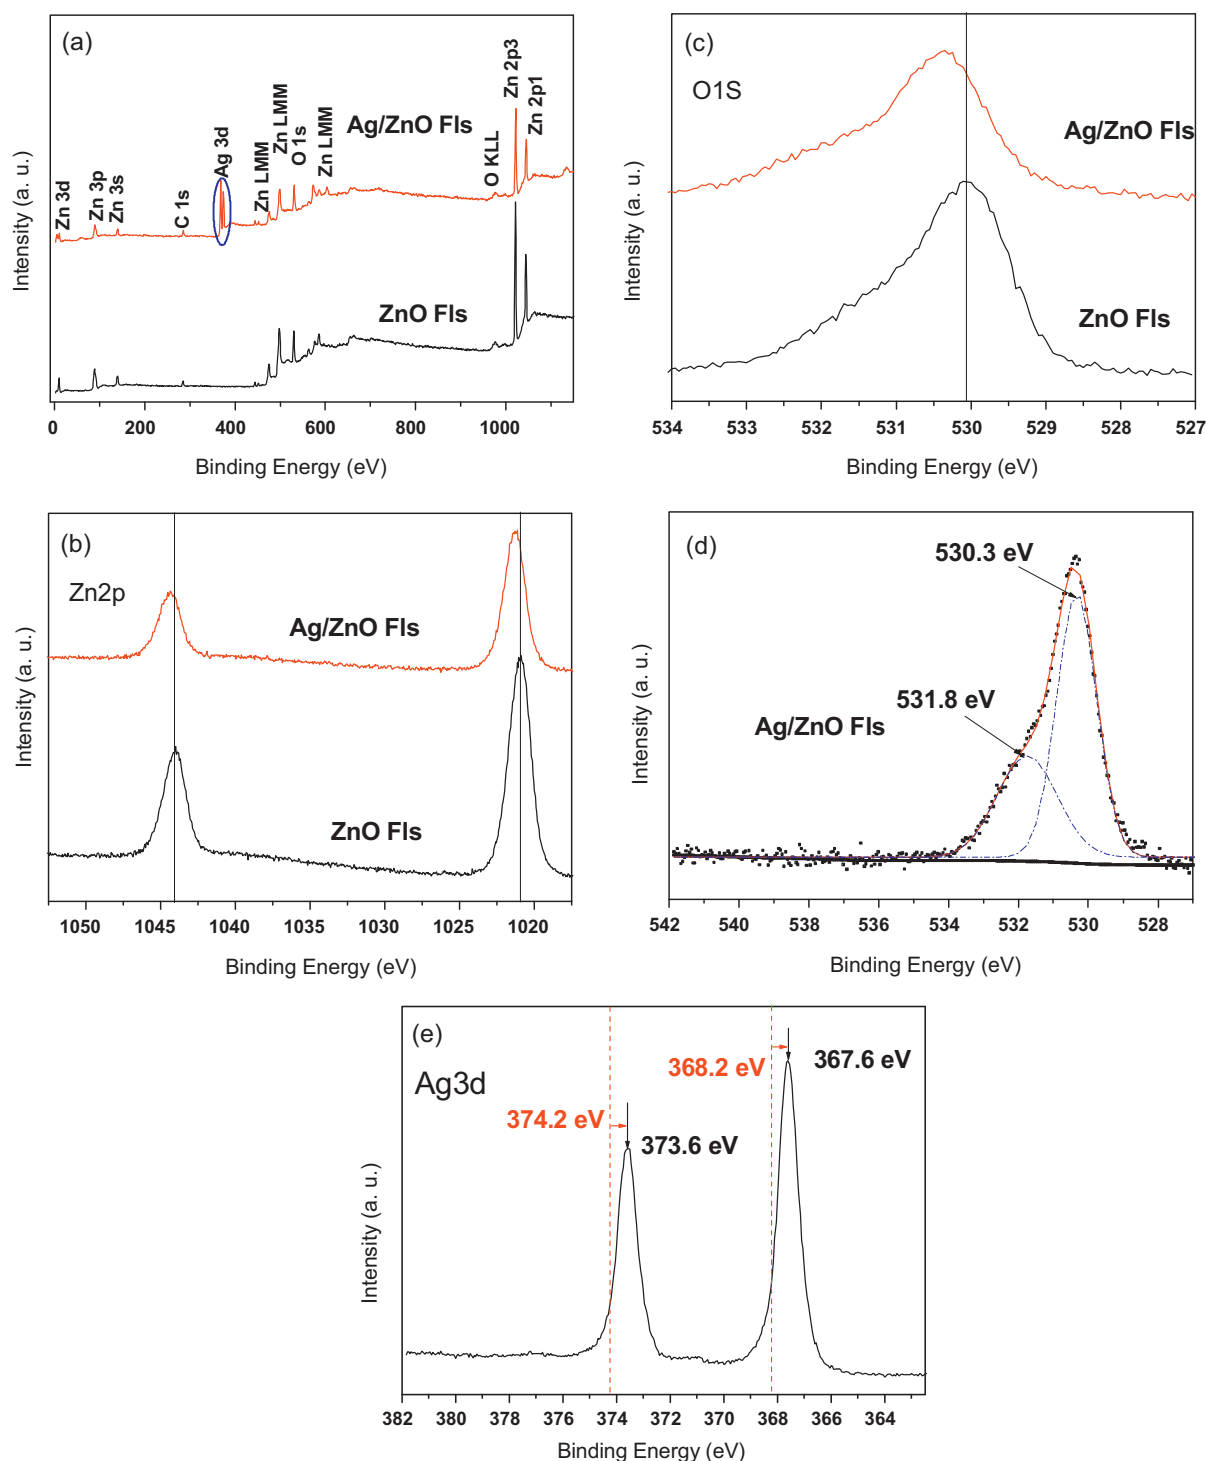 (a)
Zn 3d
Zn 3p
Zn 3s
C 1s
Ag 3d
Zn LMM
Zn LMM
O 1s
Zn LMM
O KLL
Zn 2p3
Zn 2p1
Ag/ZnO FIs
ZnO FIs
Intensity (a. u.)
0 200 400 600 800 1000
Binding Energy (eV)
(c)
O1S
Ag/ZnO FIs
ZnO FIs
Intensity (a. u.)
534 533 532 531 530 529 528 527
Binding Energy (eV)
(b)
Zn2p
Ag/ZnO FIs
ZnO FIs
Intensity (a. u.)
1050 1045 1040 1035 1030 1025 1020
Binding Energy (eV)
(d)
530.3 eV
531.8 eV
Ag/ZnO FIs
Intensity (a. u.)
542 540 538 536 534 532 530 528
Binding Energy (eV)
(e)
Ag3d
368.2 eV
367.6 eV
374.2 eV
373.6 eV
Intensity (a. u.)
382 380 378 376 374 372 370 368 366 364
Binding Energy (eV)